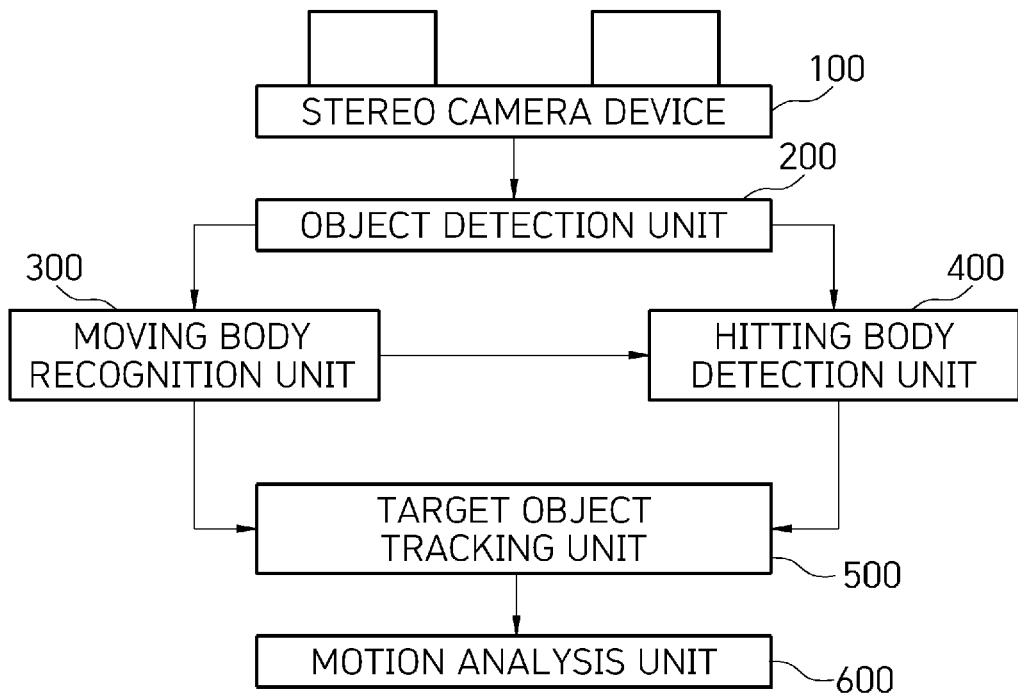 100
STEREO CAMERA DEVICE
200
OBJECT DETECTION UNIT
300
MOVING BODY
RECOGNITION UNIT
400
HITTING BODY
DETECTION UNIT
TARGET OBJECT
TRACKING UNIT
500
MOTION ANALYSIS UNIT
600